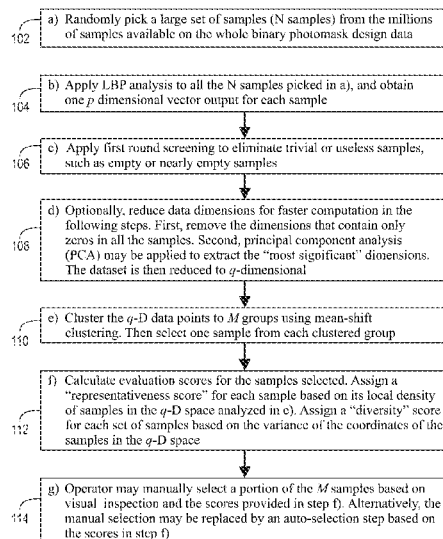 a) Randomly pick a large set of samples (N samples) from the millions
of samples available on the whole binary photomask design data
102
b) Apply LBP analysis to all the N samples picked in a), and obtain
one p dimensional vector output for each sample
104
c) Apply first round screening to eliminate trivial or useless samples,
such as empty or nearly empty samples
106
d) Optionally, reduce data dimensions for faster computation in the
following steps. First, remove the dimensions that contain only
zeros in all the samples. Second, principal component analysis
(PCA) may be applied to extract the "most significant" dimensions.
The dataset is then reduced to q-dimensional
108
e) Cluster the q-D data points to M groups using mean-shift
clustering. Then select one sample from each clustered group
110
f) Calculate evaluation scores for the samples selected. Assign a
"representativeness score" for each sample based on its local density
of samples in the q-D space analyzed in e). Assign a "diversity" score
for each set of samples based on the variance of the coordinates of the
samples in the q-D space
112
g) Operator may manually select a portion of the M samples based on
visual inspection and the scores provided in step f). Alternatively, the
manual selection may be replaced by an auto-selection step based on
the scores in step f)
114